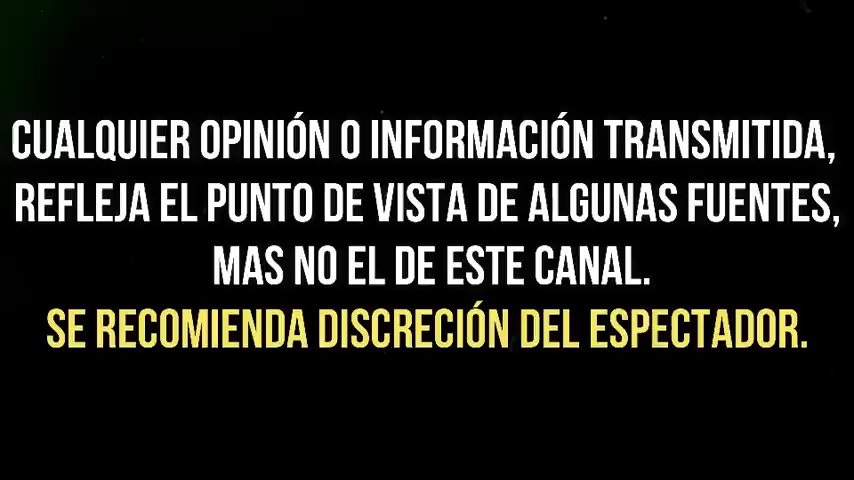 CUALQUIER OPINIÓN O INFORMACIÓN TRANSMITIDA,
REFLEJA EL PUNTO DE VISTA DE ALGUNAS FUENTES,
MAS NO EL DE ESTE CANAL.
SE RECOMIENDA DISCRECIÓN DEL ESPECTADOR.